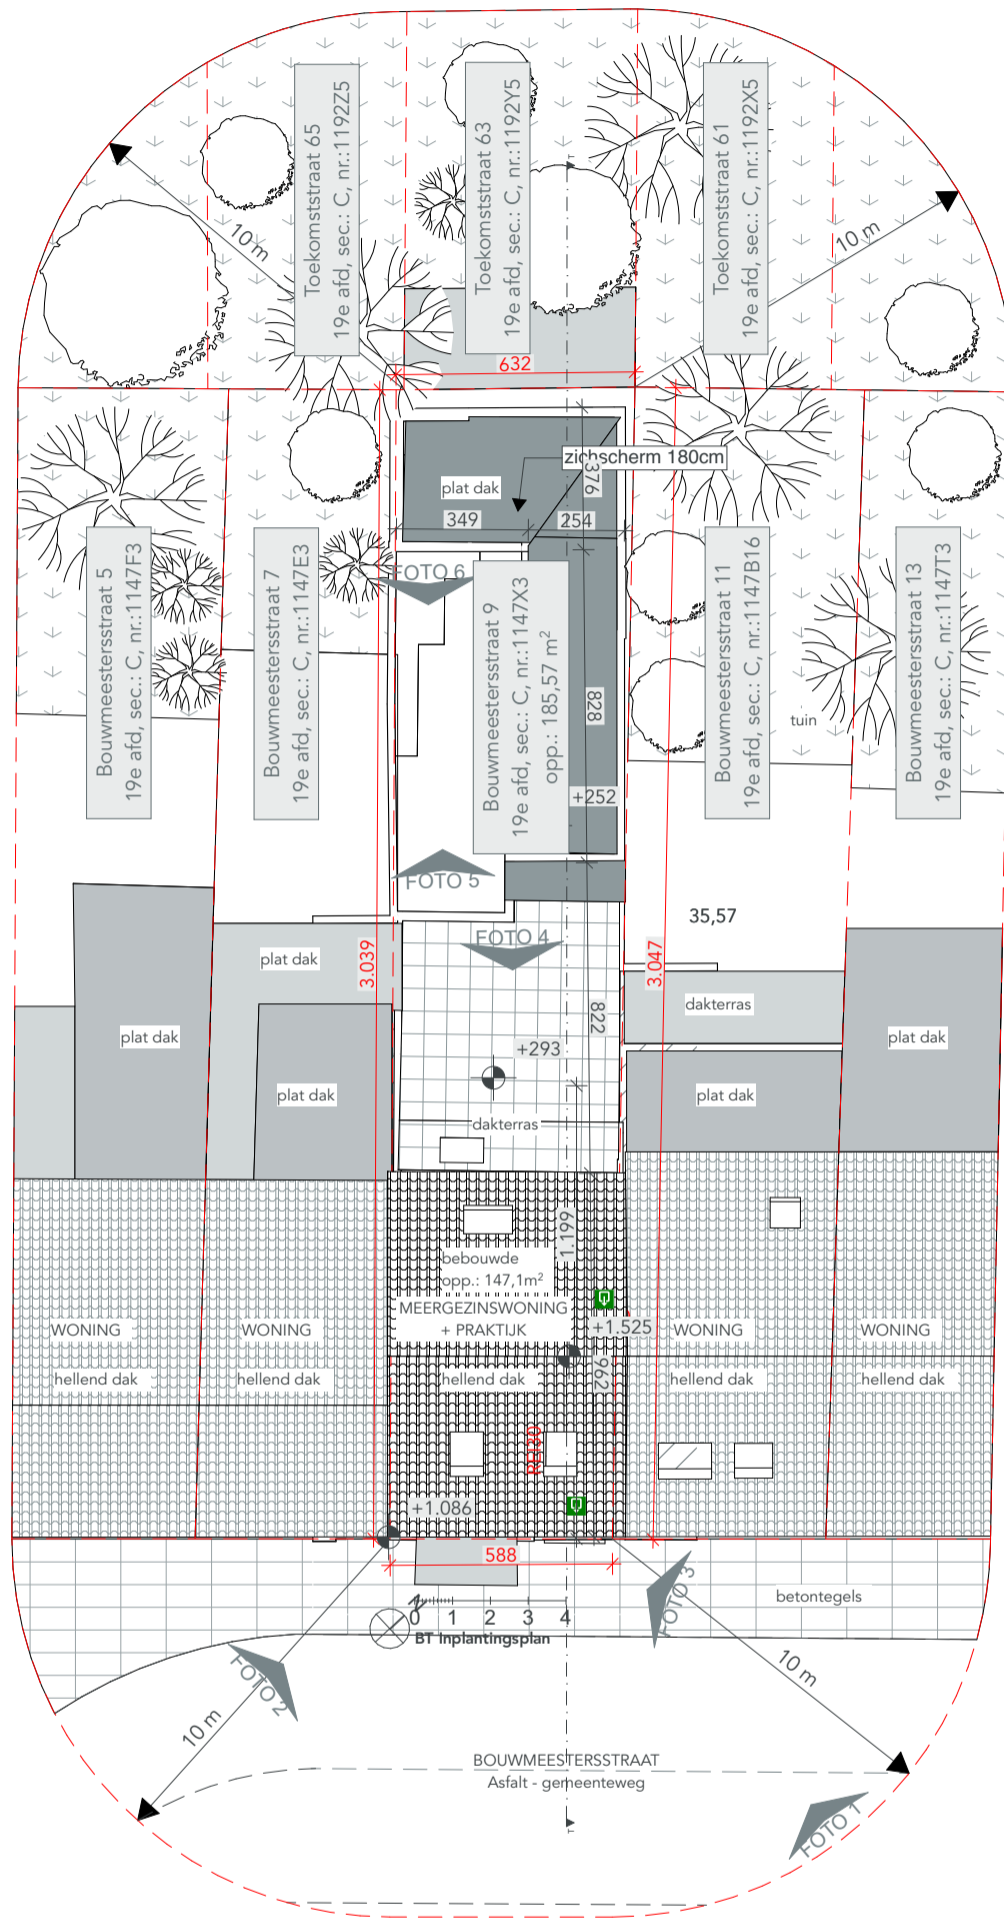 Toekomststraat 65
19e afd, sec.: C, nr.:1192Z5
Toekomststraat 63
19e afd, sec.: C, nr.:1192Y5
Toekomststraat 61
19e afd, sec.: C, nr.:1192X5
10 m
10 m
632
zichscherm 180cm
376
plat dak
349
254
FOTO 6
Bouwmeestersstraat 5
19e afd, sec.: C, nr.:1147F3
Bouwmeestersstraat 7
19e afd, sec.: C, nr.:1147E3
Bouwmeestersstraat 9
19e afd, sec.: C, nr.:1147X3
opp.: 185,57 m²
Bouwmeestersstraat 11
19e afd, sec.: C, nr.:1147B16
Bouwmeestersstraat 13
19e afd, sec.: C, nr.:1147T3
828
tuin
+252
FOTO 5
35,57
FOTO 4
3.039
3.047
plat dak
dakterras
822
plat dak
+293
plat dak
plat dak
plat dak
dakterras
1.199
bebouwde
opp.: 147,1m²
MEERGEZINSWONING
+ PRAKTIJK
+1.525
WONING
WONING
WONING
WONING
962
hellend dak
hellend dak
hellend dak
hellend dak
hellend dak
REI30
+1.086
588
FOTO 3
betontegels
0 1 2 3 4
BT Inplantingsplan
FOTO 2
10 m
10 m
BOUWMEESTERSSTRAAT
Asfalt - gemeenteweg
FOTO 1